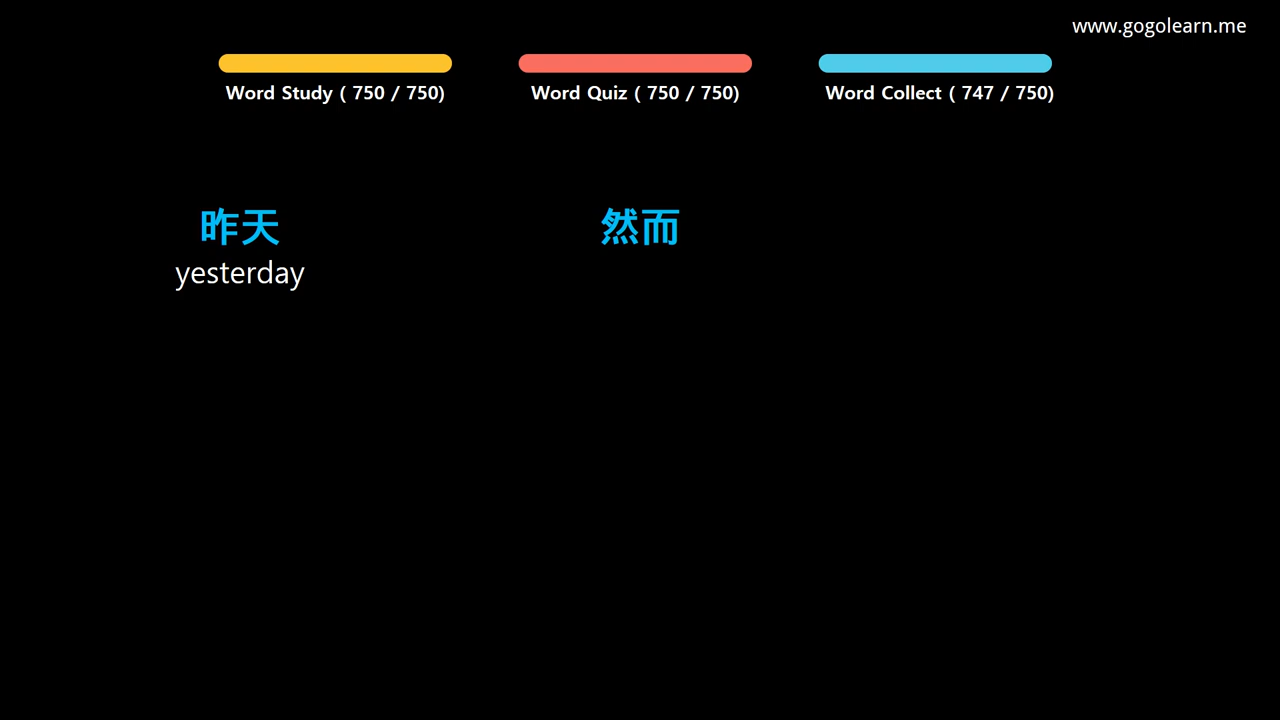 www.gogolearn.me
Word Study ( 750 / 750)
Word Quiz ( 750 / 750)
Word Collect ( 747 / 750)
昨天
yesterday
然而